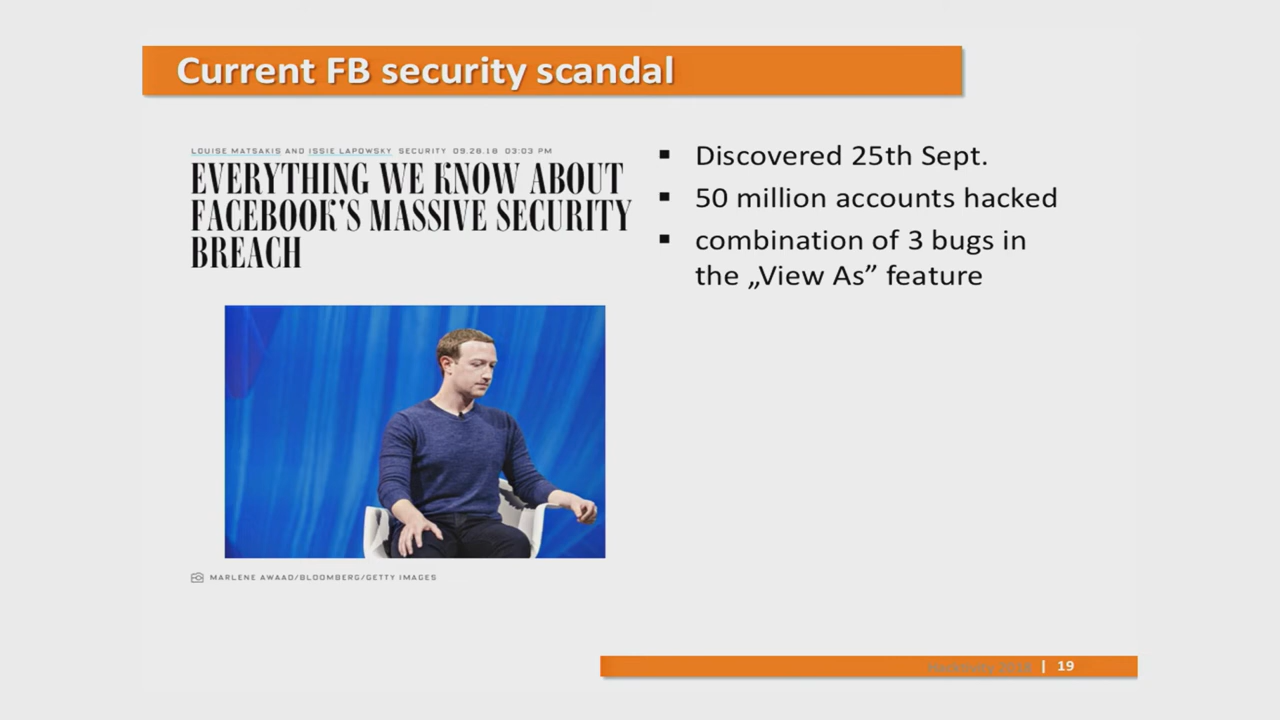 Current FB security scandal
LOUISE MATSAKIS AND ISSIE LAPOWSKY SECURITY 09.28.18 03:03 PM
EVERYTHING WE KNOW ABOUT
FACEBOOK'S MASSIVE SECURITY
BREACH
▪ Discovered 25th Sept.
▪ 50 million accounts hacked
▪ combination of 3 bugs in
the „View As” feature
MARLENE AWAAD/BLOOMBERG/GETTY IMAGES
Hacktivity 2018 | 19